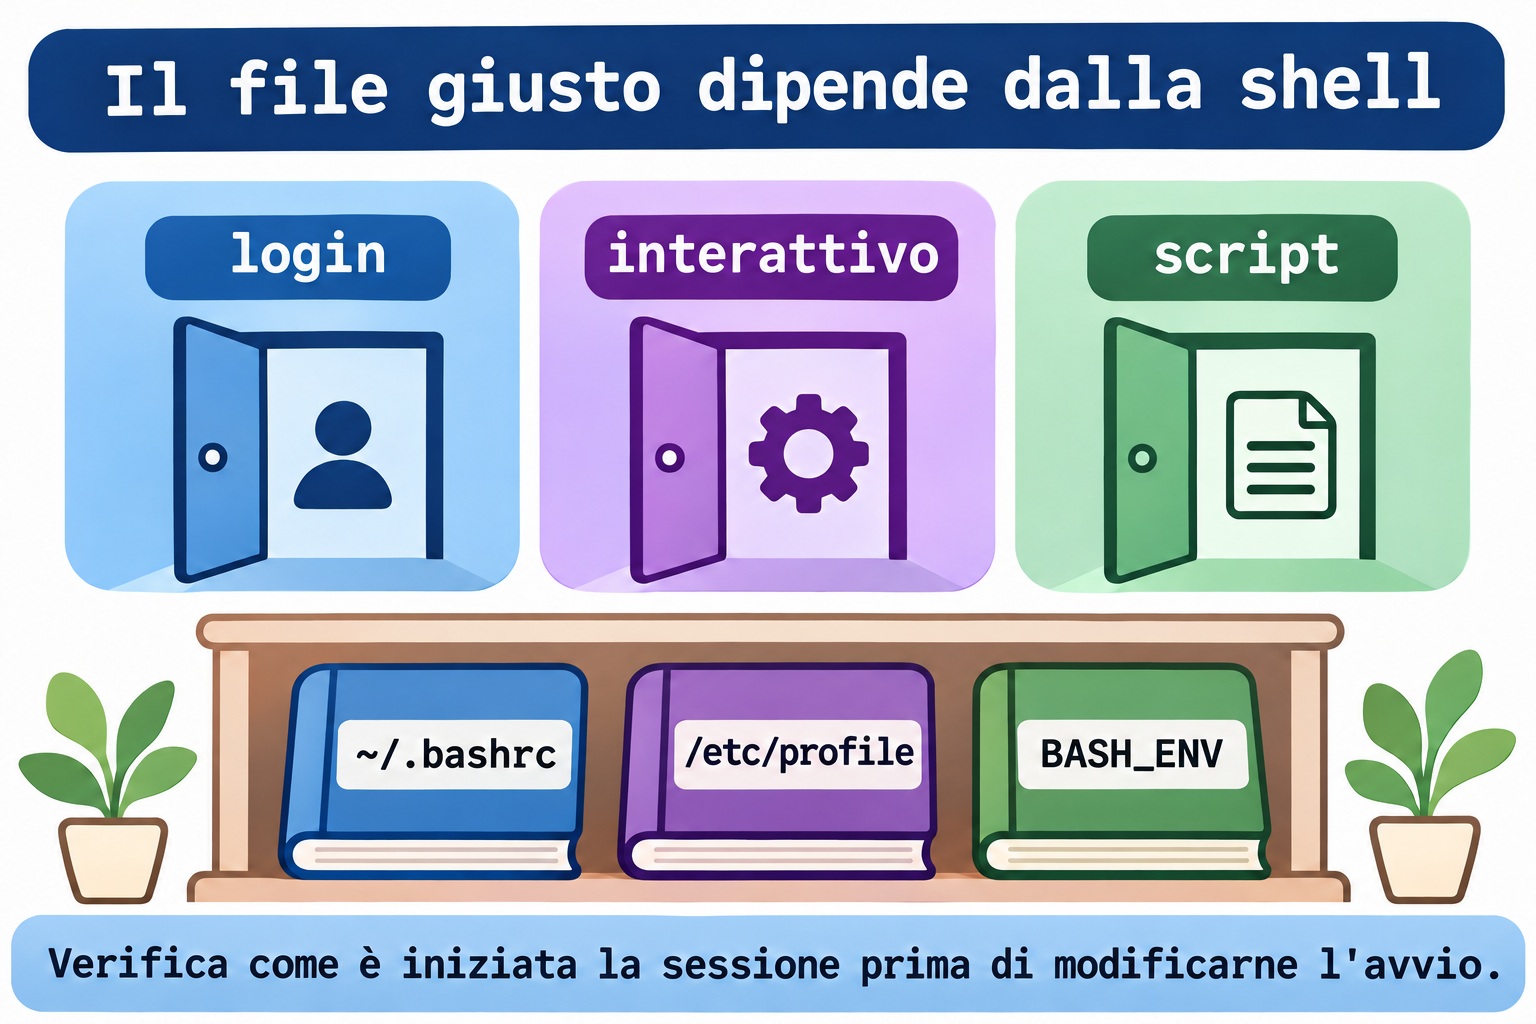 Il file giusto dipende dalla shell
login
interattivo
script
~/.bashrc
/etc/profile
BASH_ENV
Verifica come è iniziata la sessione prima di modificarne l'avvio.